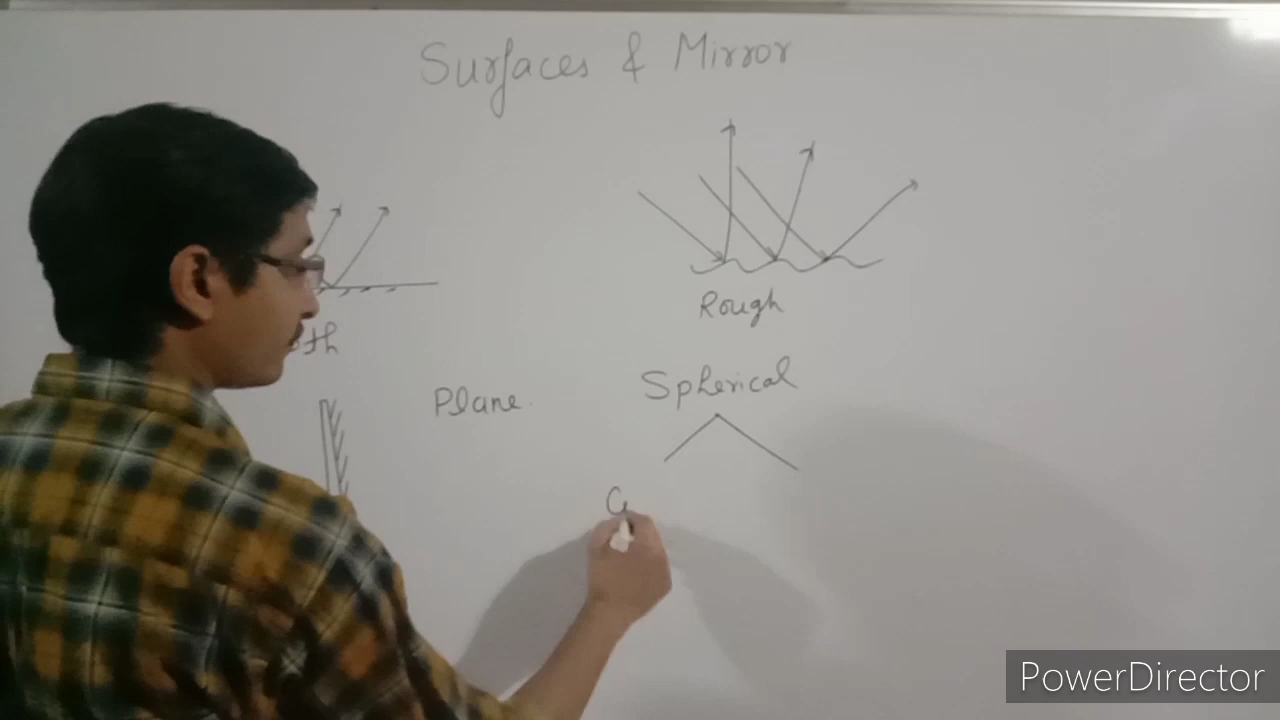 Surfaces & Mirror
Rough
th
Plane.
Spherical
C
PowerDirector